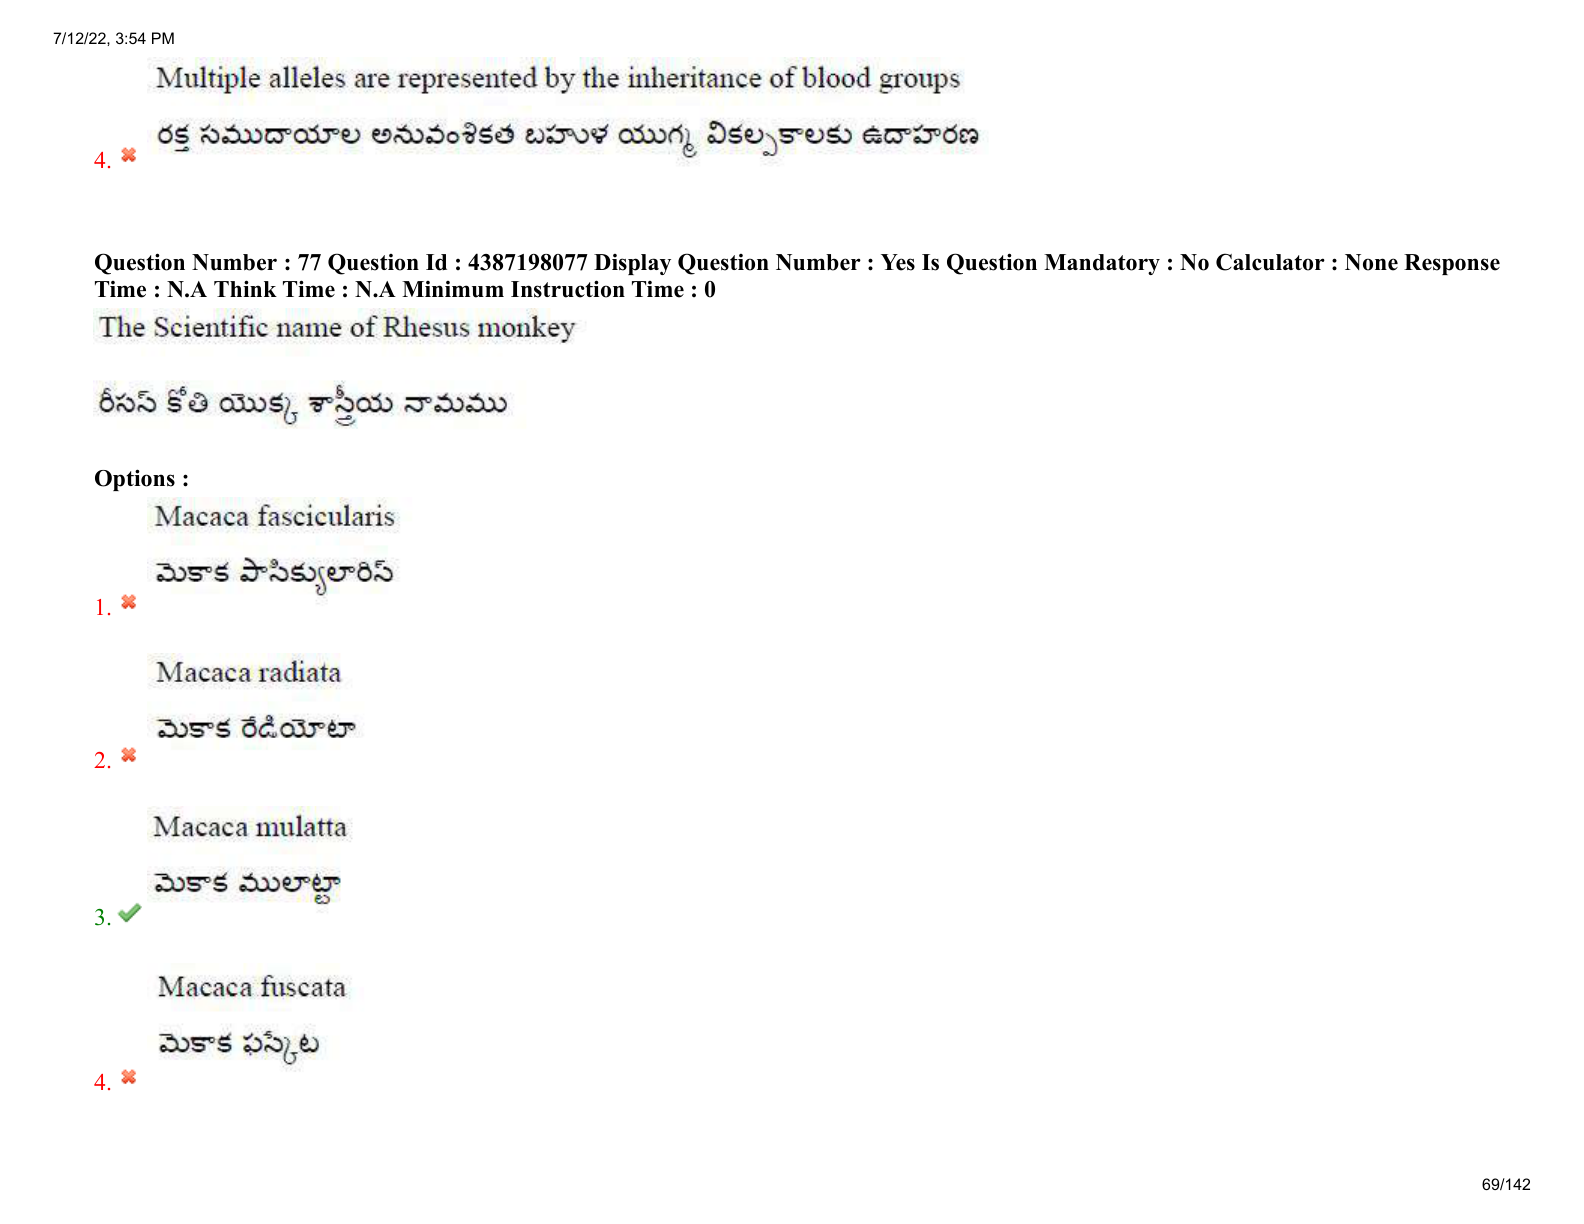 7/12/22, 3:54 PM
Multiple alleles are represented by the inheritance of blood groups
రక్త సముదాయాల అనువంశికత బహుళ యుగ్మ వికల్పకాలకు ఉదాహరణ
4.
Question Number : 77 Question Id : 4387198077 Display Question Number : Yes Is Question Mandatory : No Calculator : None Response
Time : N.A Think Time : N.A Minimum Instruction Time : 0
The Scientific name of Rhesus monkey
రీసస్ కోతి యొక్క శాస్త్రీయ నామము
Options :
Macaca fascicularis
మెకాక పాసిక్యులారిస్
1.
Macaca radiata
మెకాక రేడియోటా
2.
Macaca mulatta
మెకాక ములాట్టా
3.
Macaca fuscata
మెకాక ఫస్కేట
4.
69/142